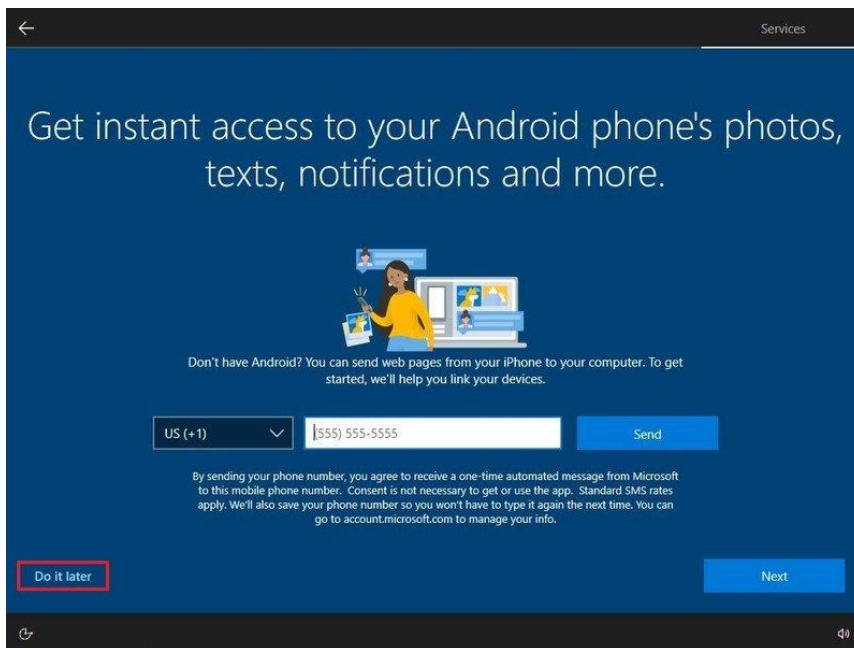 Services
Get instant access to your Android phone's photos,
texts, notifications and more.
Don't have Android? You can send web pages from your iPhone to your computer. To get
started, we'll help you link your devices.
US (+1)
(555) 555-5555
Send
By sending your phone number, you agree to receive a one-time automated message from Microsoft
to this mobile phone number. Consent is not necessary to get or use the app. Standard SMS rates
apply. We'll also save your phone number so you won't have to type it again the next time. You can
go to account.microsoft.com to manage your info.
Do it later
Next